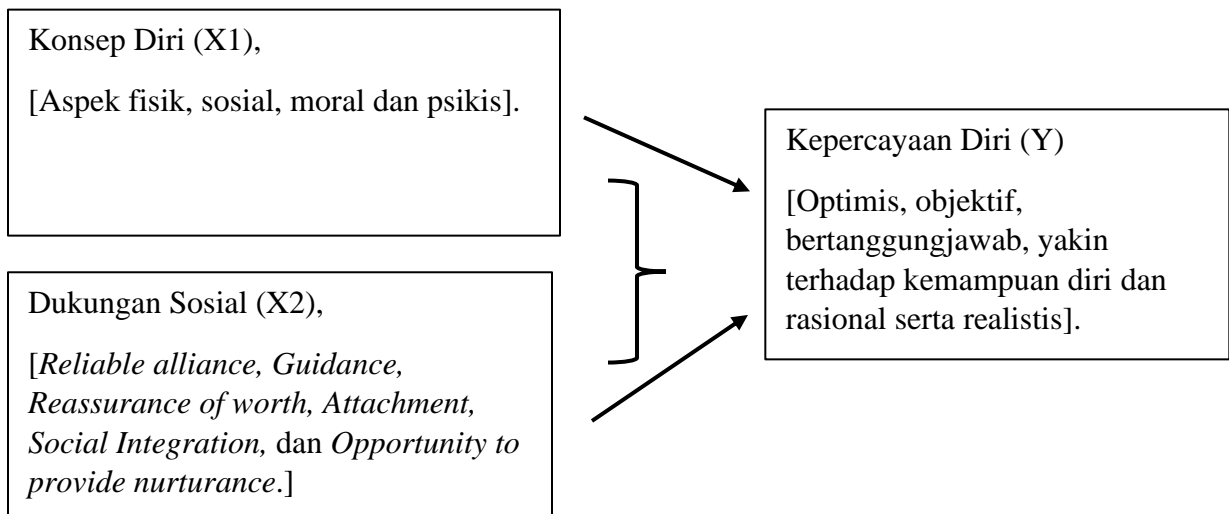 Konsep Diri (X1),
[Aspek fisik, sosial, moral dan psikis].
Dukungan Sosial (X2),
[Reliable alliance, Guidance,
Reassurance of worth, Attachment,
Social Integration, dan Opportunity to
provide nurturance.]
Kepercayaan Diri (Y)
[Optimis, objektif,
bertanggungjawab, yakin
terhadap kemampuan diri dan
rasional serta realistis].